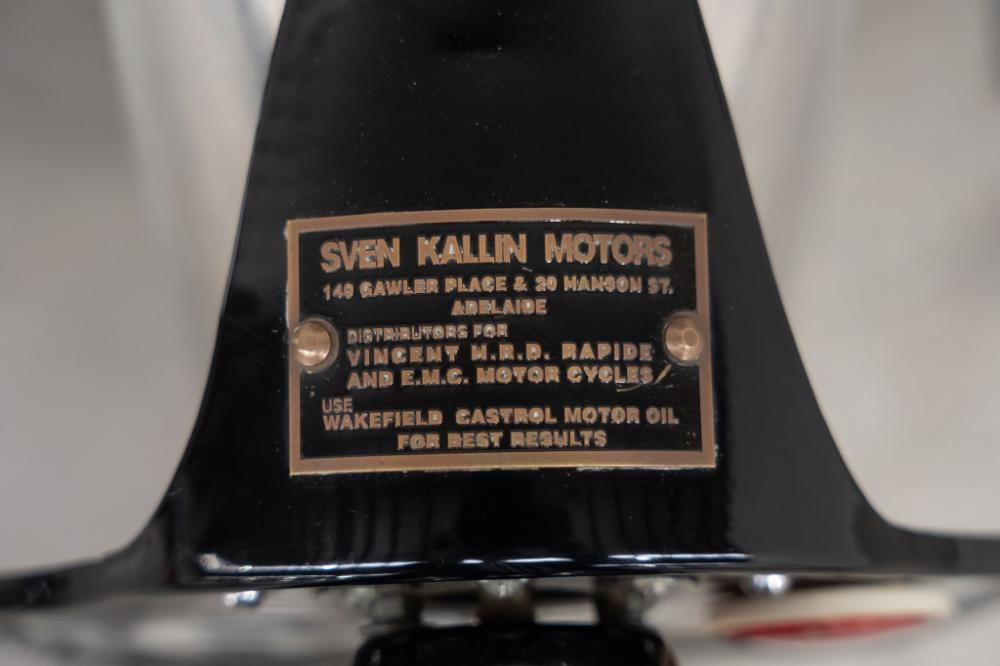 SVEN KALLIN MOTORS
149 GAWLER PLACE & 20 HANSON ST.
ADELAIDE
DISTRIBUTORS FOR
VINCENT H.R.D. RAPIDE
AND E.M.C. MOTOR CYCLES
USE
WAKEFIELD CASTROL MOTOR OIL
FOR BEST RESULTS